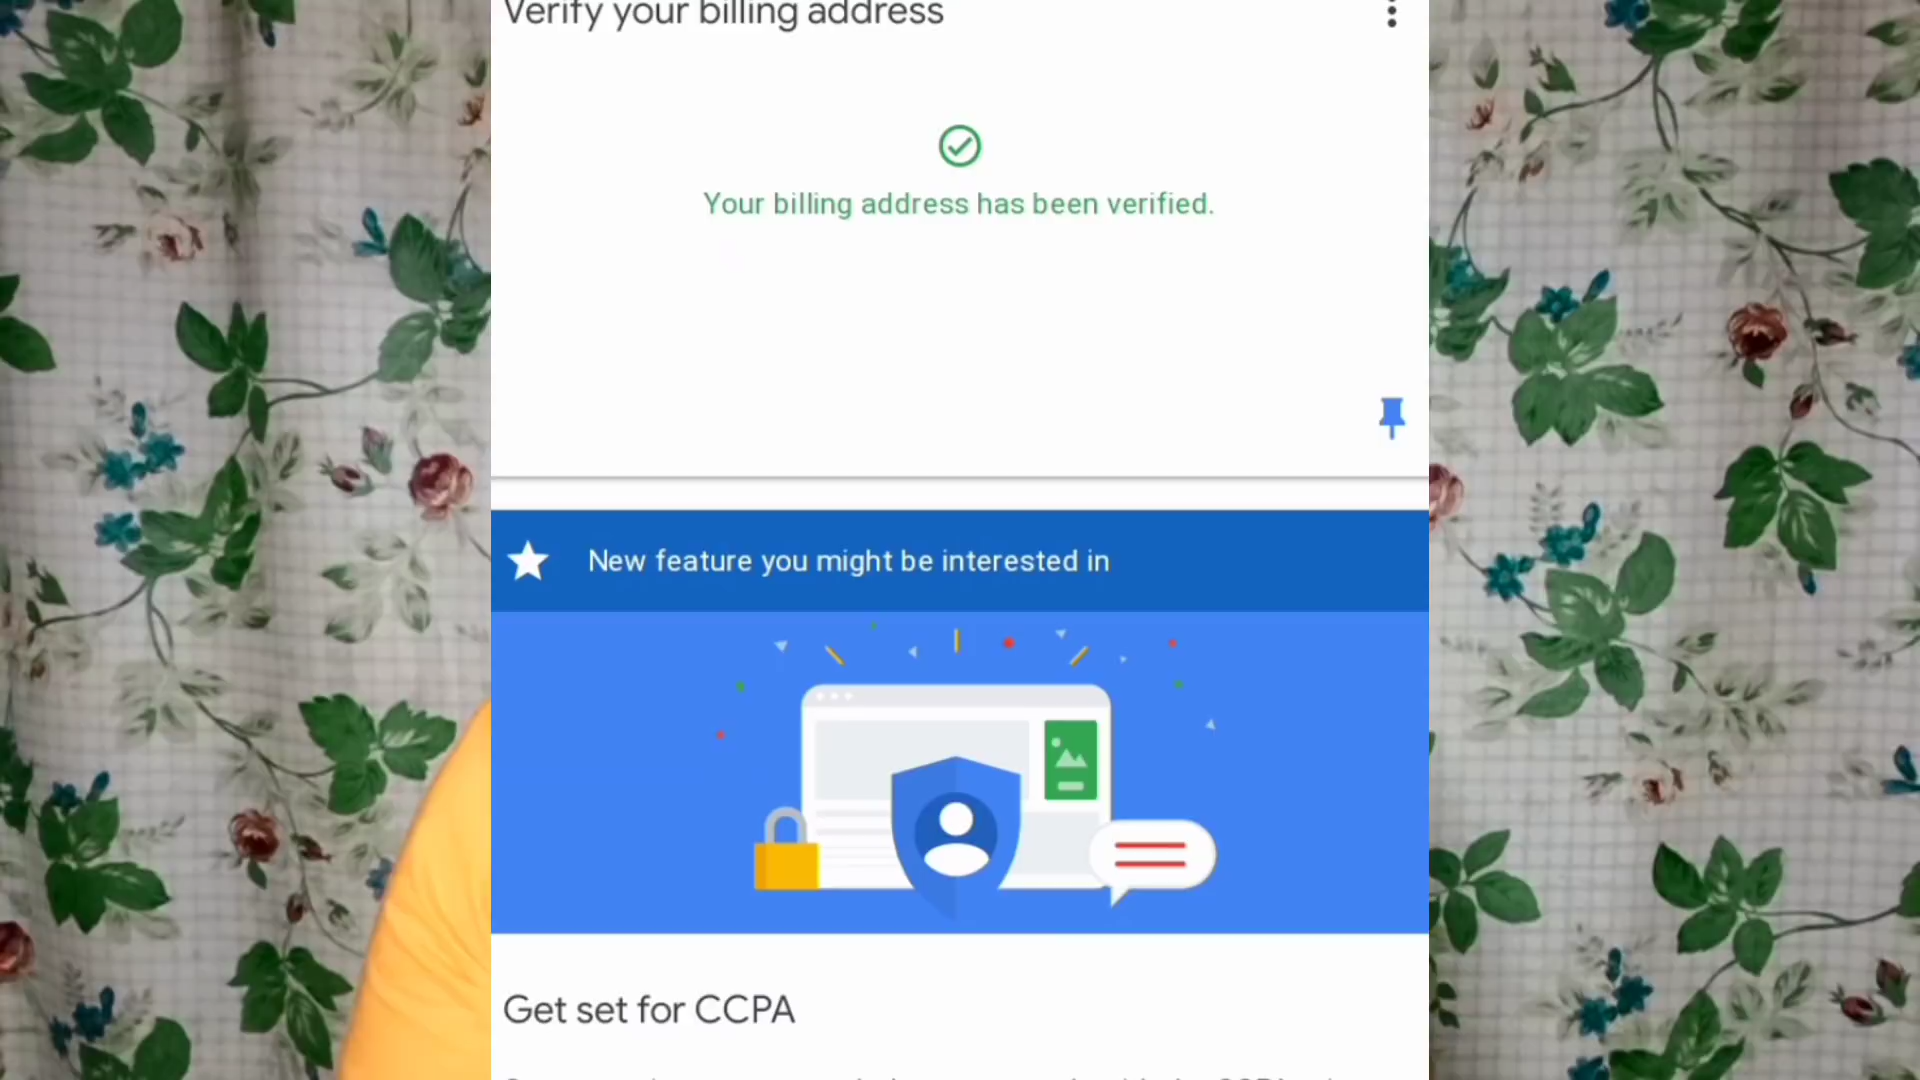 Verify your billing address
Your billing address has been verified.
New feature you might be interested in
Get set for CCPA